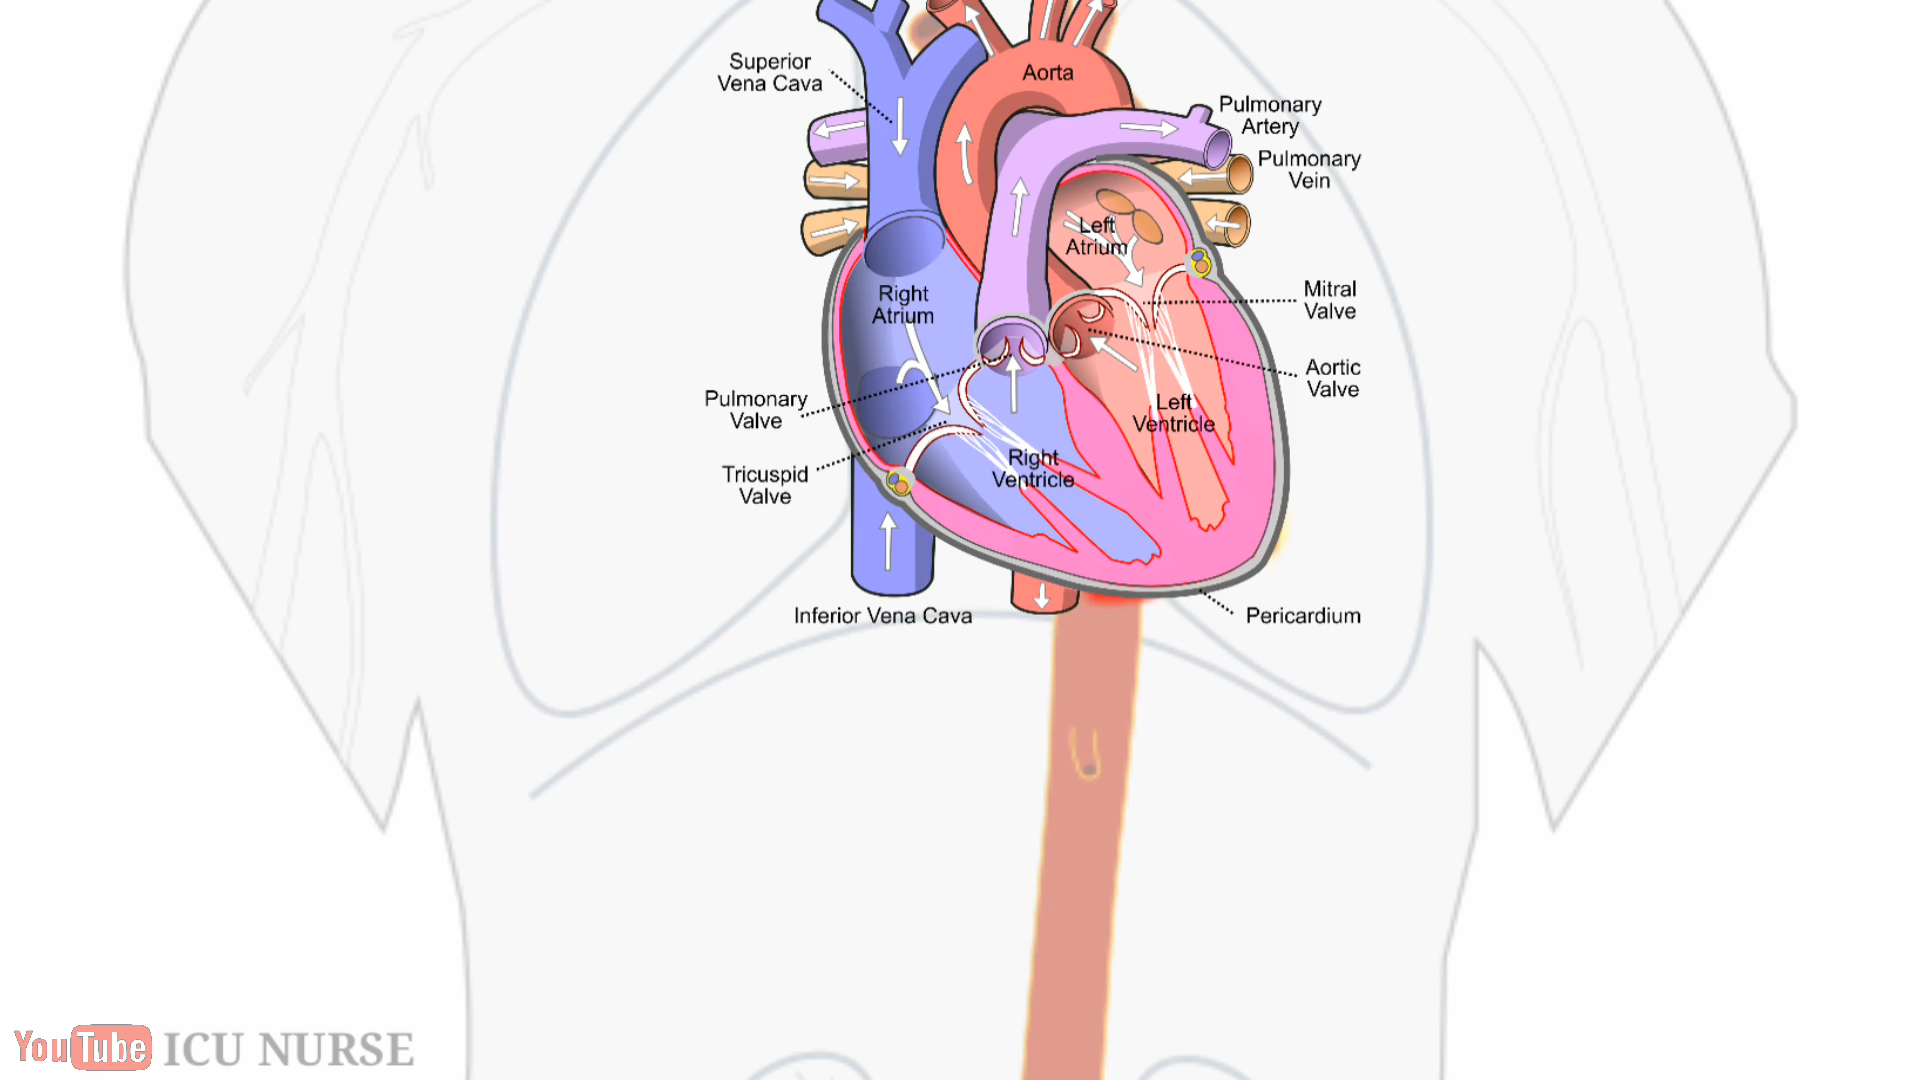 Superior
Vena Cava
Aorta
Pulmonary
Artery
Pulmonary
Vein
Left
Atrium
Right
Atrium
Mitral
Valve
Aortic
Valve
Pulmonary
Valve
Left
Ventricle
Tricuspid
Valve
Right
Ventricle
Inferior Vena Cava
Pericardium
YouTube ICU NURSE